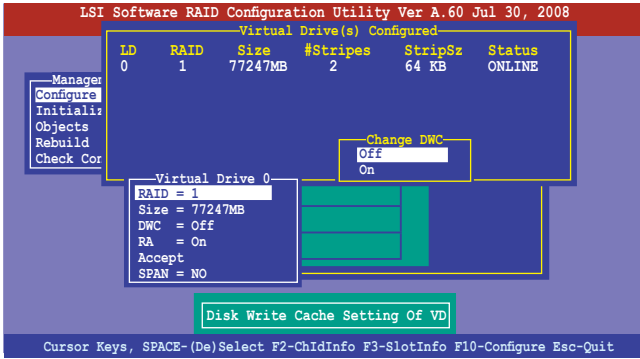 LSI Software RAID Configuration Utility Ver A.60 Jul 30, 2008
Virtual Drive(s) Configured
LD RAID Size #Stripes StripSz Status
0 1 77247MB 2 64 KB ONLINE
Manager
Configure
Initializ
Objects
Rebuild
Check Con
Change DWC
Off
On
Virtual Drive 0
RAID = 1
Size = 77247MB
DWC = Off
RA = On
Accept
SPAN = NO
Disk Write Cache Setting Of VD
Cursor Keys, SPACE-(De)Select F2-ChIdInfo F3-SlotInfo F10-Configure Esc-Quit